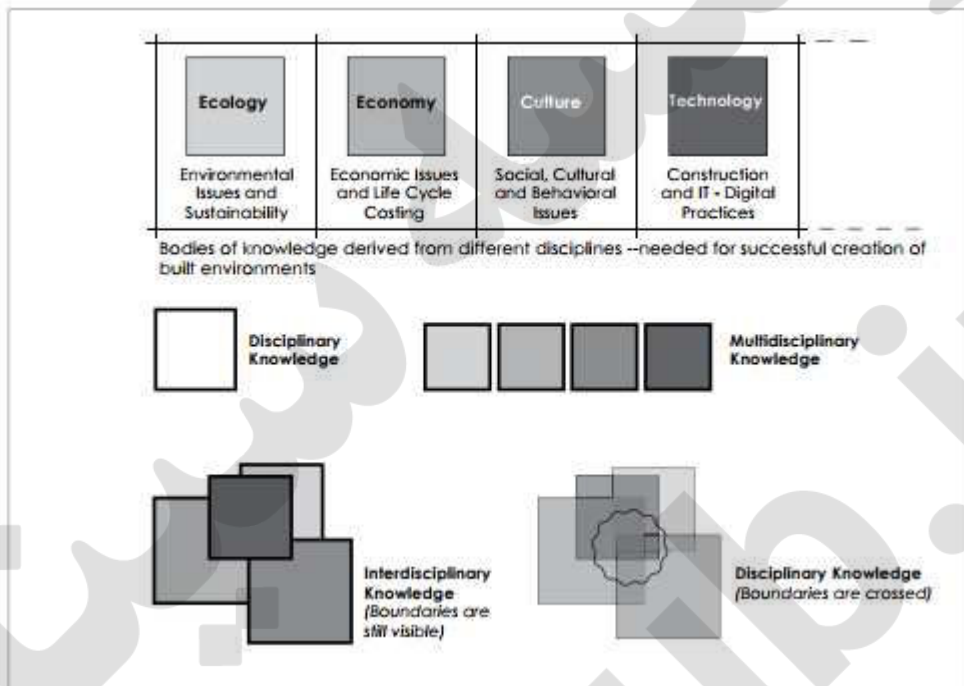 Ecology
Economy
Culture
Technology
Environmental
Issues and
Sustainability
Economic Issues
and Life Cycle
Costing
Social, Cultural
and Behavioral
Issues
Construction
and IT - Digital
Practices
Bodies of knowledge derived from different disciplines --needed for successful creation of
built environments
Disciplinary
Knowledge
Multidisciplinary
Knowledge
Interdisciplinary
Knowledge
(Boundaries are
still visible)
Disciplinary Knowledge
(Boundaries are crossed)